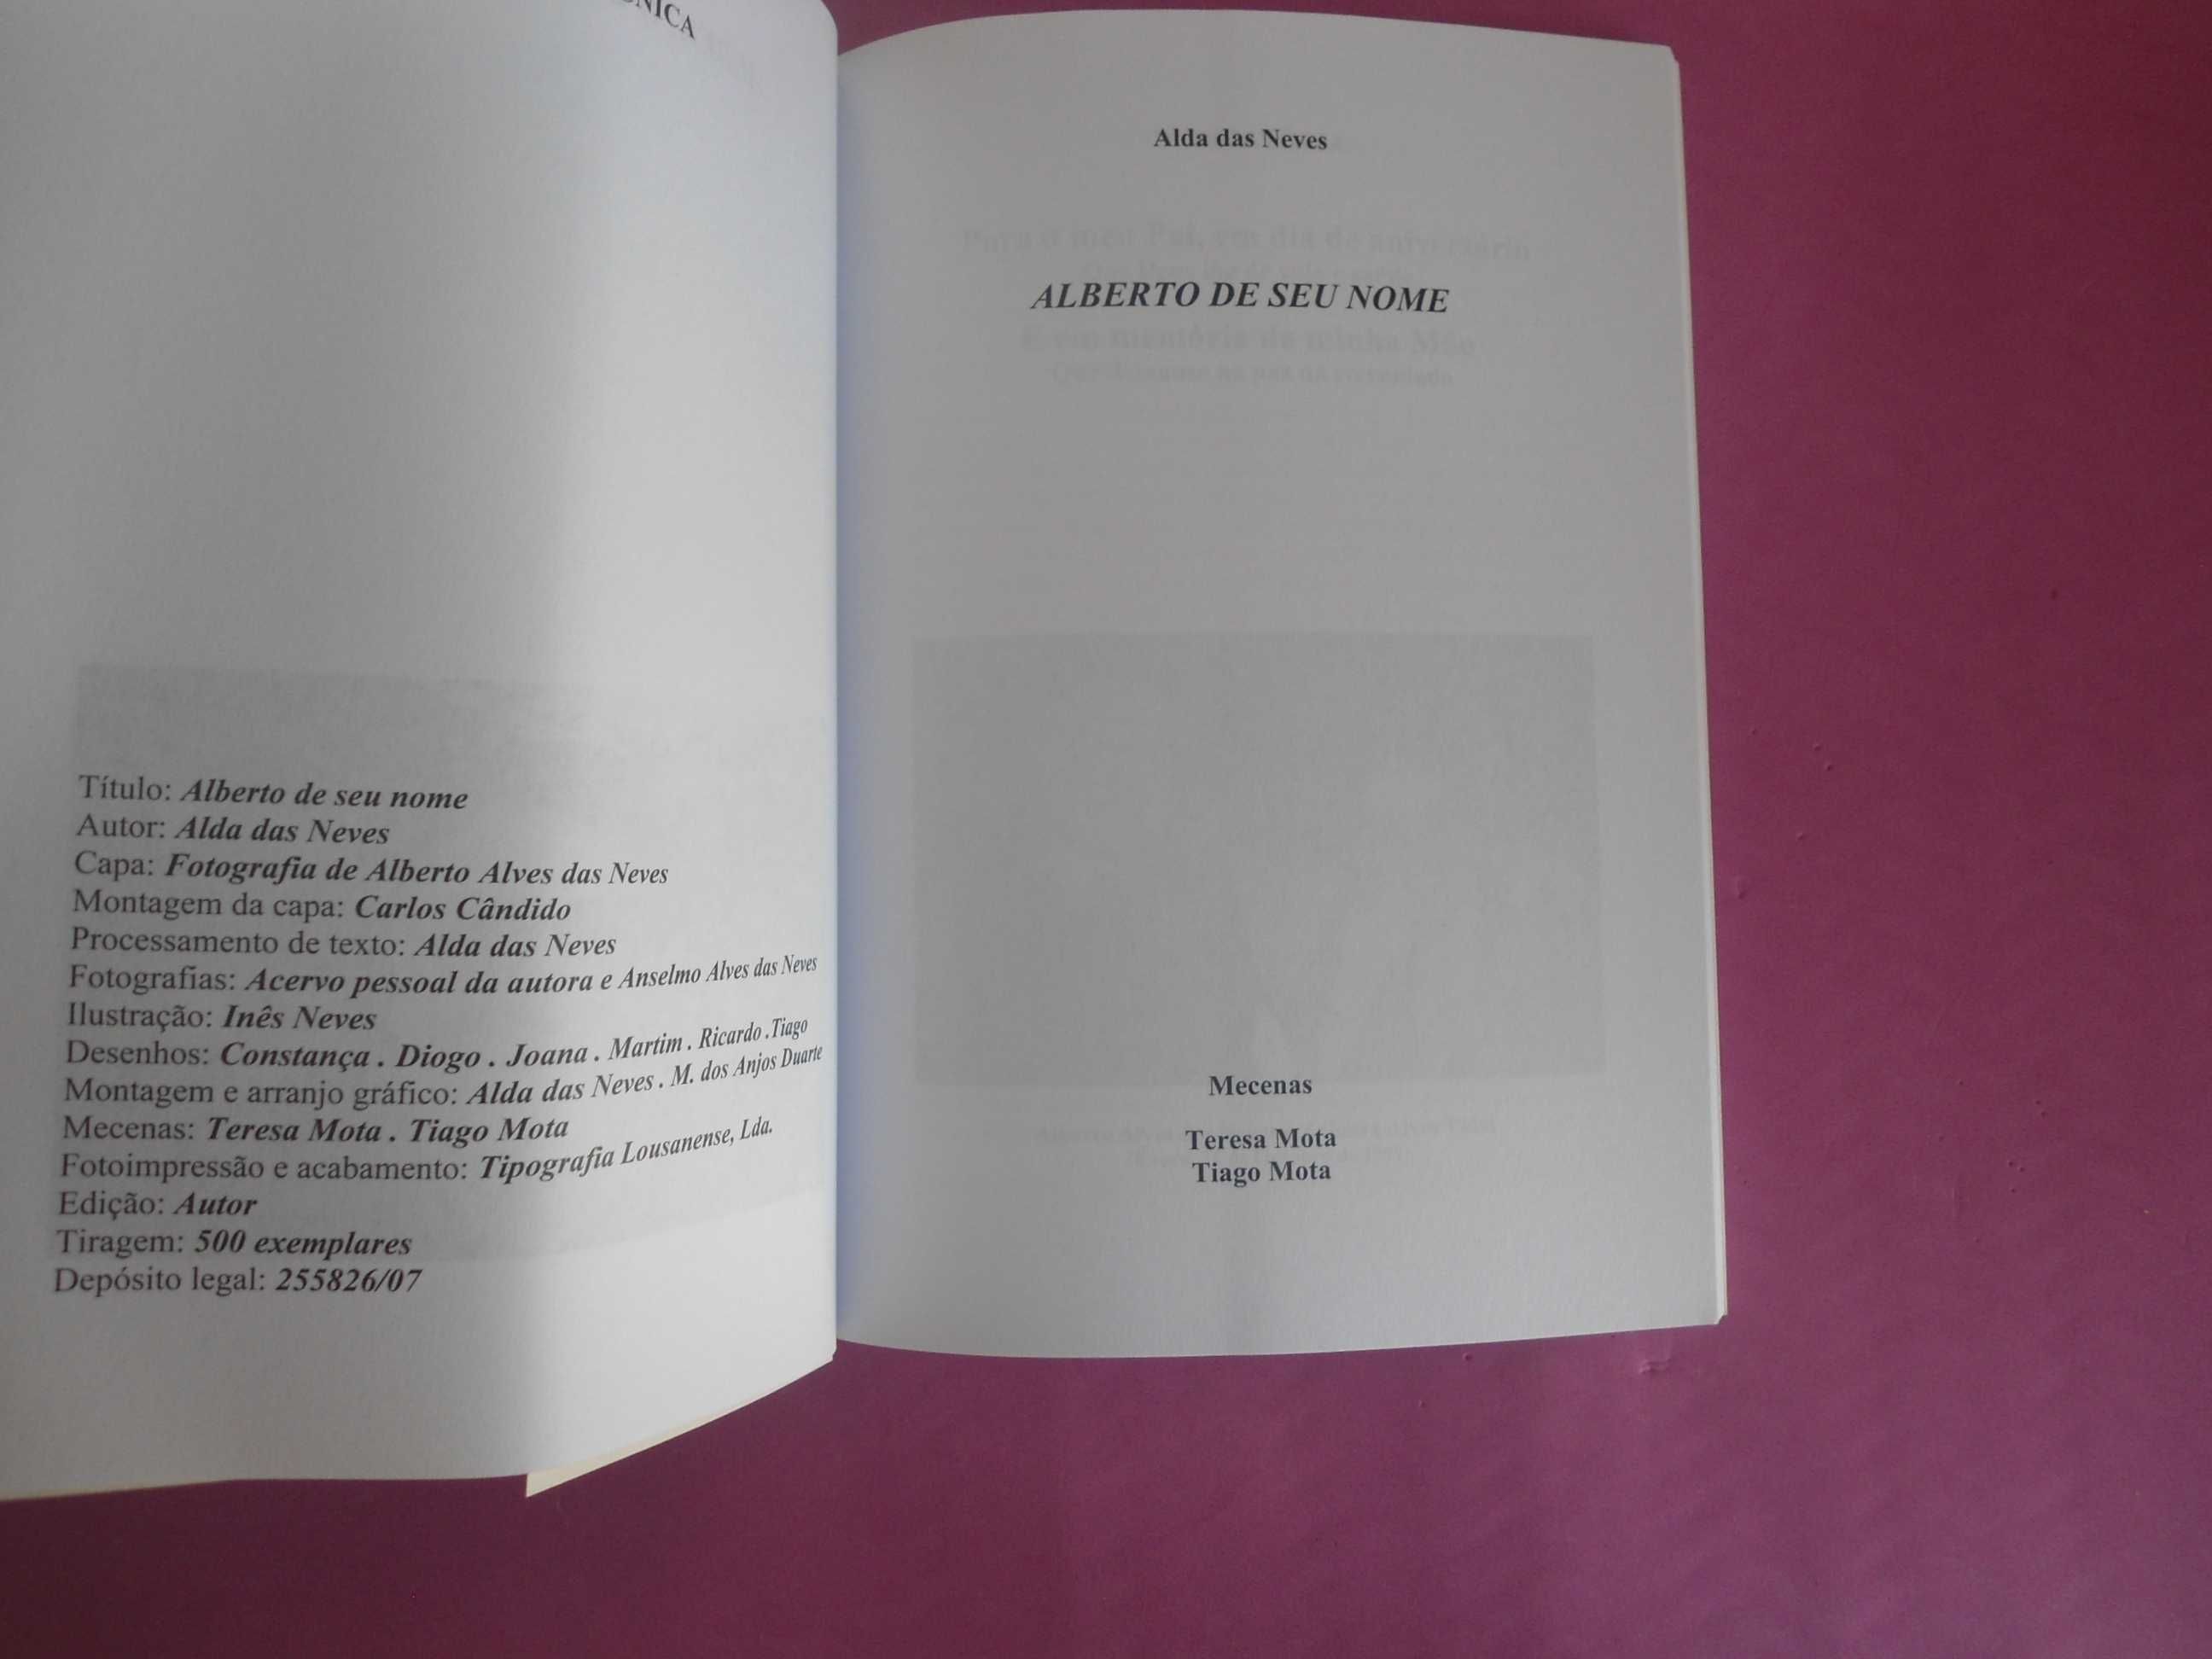 Título: Alberto de seu nome
Autor: Alda das Neves
Capa: Fotografia de Alberto Alves das Neves
Montagem da capa: Carlos Cândido
Processamento de texto: Alda das Neves
Fotografias: Acervo pessoal da autora e Anselmo Alves das Neves
Ilustração: Inês Neves
Desenhos: Constança . Diogo . Joana . Martim . Ricardo .Tiago
Montagem e arranjo gráfico: Alda das Neves . M. dos Anjos Duarte
Mecenas: Teresa Mota . Tiago Mota
Fotoimpressão e acabamento: Tipografia Lousanense, Lda.
Edição: Autor
Tiragem: 500 exemplares
Depósito legal: 255826/07
Alda das Neves
ALBERTO DE SEU NOME
Mecenas
Teresa Mota
Tiago Mota